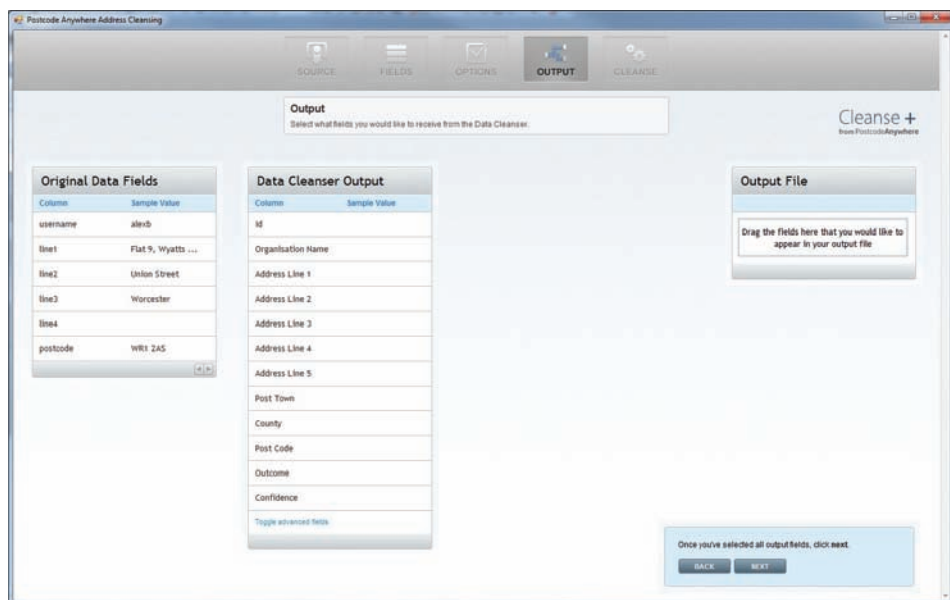 Postcode Anywhere Address Cleansing
SOURCE
FIELDS
OPTIONS
OUTPUT
CLEANSE
Output
Select what fields you would like to receive from the Data Cleanser.
Cleanse +
from PostcodeAnywhere
Original Data Fields
Column Sample Value
username alexb
line1 Flat 9, Wyatts ...
line2 Union Street
line3 Worcester
line4
postcode WR1 2AS
Data Cleanser Output
Column Sample Value
id
Organisation Name
Address Line 1
Address Line 2
Address Line 3
Address Line 4
Address Line 5
Post Town
County
Post Code
Outcome
Confidence
Toggle advanced fields
Output File
Drag the fields here that you would like to
appear in your output file
Once you've selected all output fields, click next.
BACK
NEXT